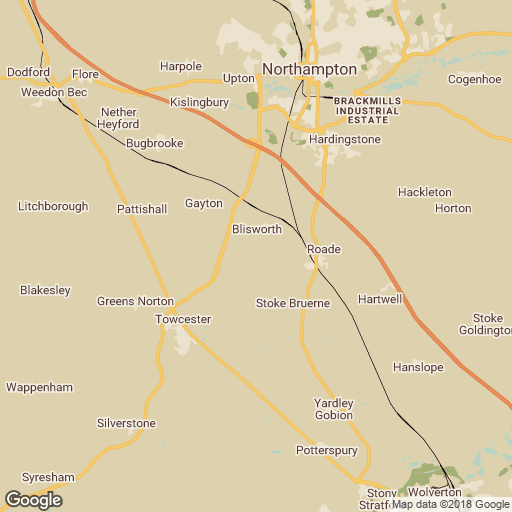 Northampton
Harpole
Dodford
Flore
Upton
Cogenhoe
Weedon Bec
Kislingbury
BRACKMILLS
INDUSTRIAL
ESTATE
Nether
Heyford
Bugbrooke
Hardingstone
Hackleton
Litchborough
Pattishall
Gayton
Horton
Blisworth
Roade
Blakesley
Greens Norton
Stoke Bruerne
Hartwell
Towcester
Stoke
Goldington
Hanslope
Wappenham
Yardley
Gobion
Silverstone
Potterspury
Syresham
Stony
Stratfo
Wolverton
Google
Map data ©2018 Google